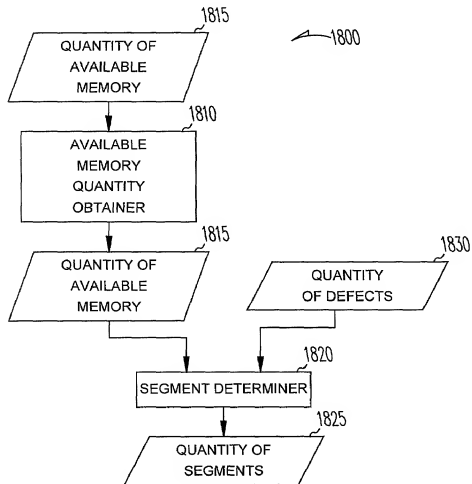 1815
QUANTITY OF
AVAILABLE
MEMORY
1800
1810
AVAILABLE
MEMORY
QUANTITY
OBTAINER
1815
QUANTITY OF
AVAILABLE
MEMORY
1830
QUANTITY
OF DEFECTS
1820
SEGMENT DETERMINER
1825
QUANTITY OF
SEGMENTS